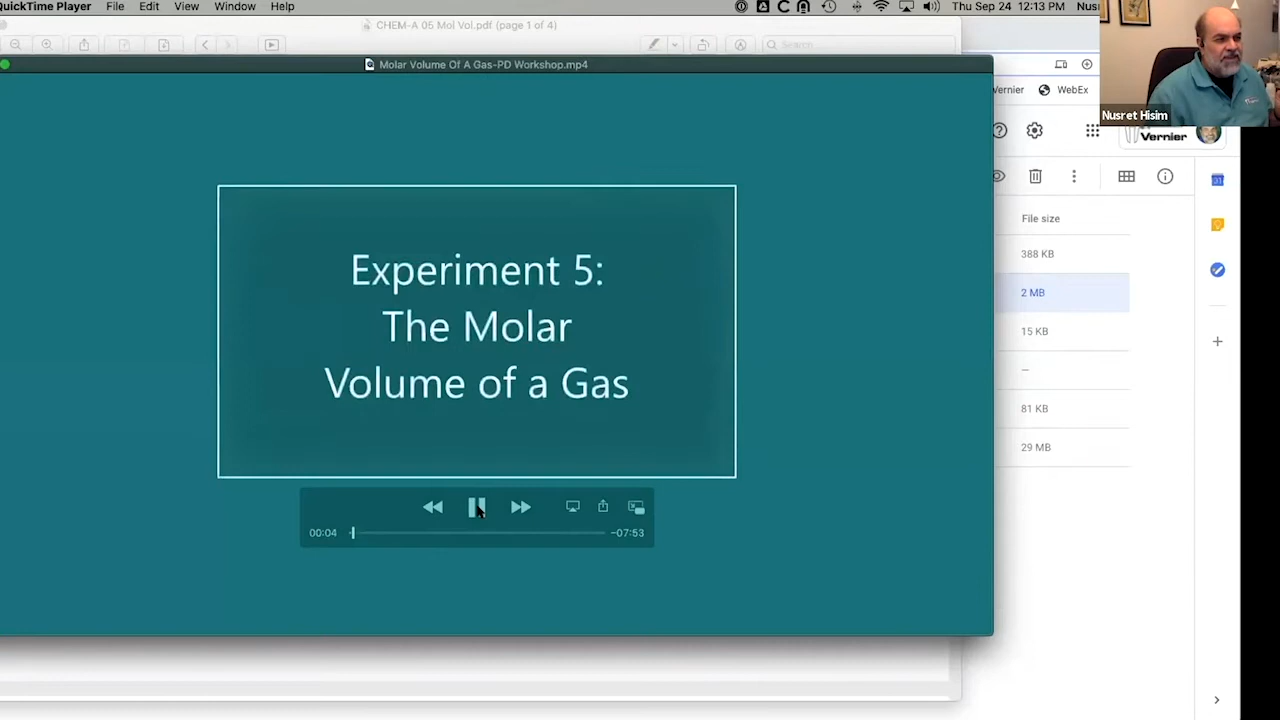 QuickTime Player File Edit View Window Help
Thu Sep 24 12:13 PM Nus
CHEM-A 05 Mol Vol.pdf (page 1 of 4)
Search
Molar Volume Of A Gas-PD Workshop.mp4
Vernier WebEx
Nusret Hisim
Vernier
Experiment 5:
The Molar
Volume of a Gas
00:04
-07:53
File size
388 KB
2 MB
15 KB
–
81 KB
29 MB